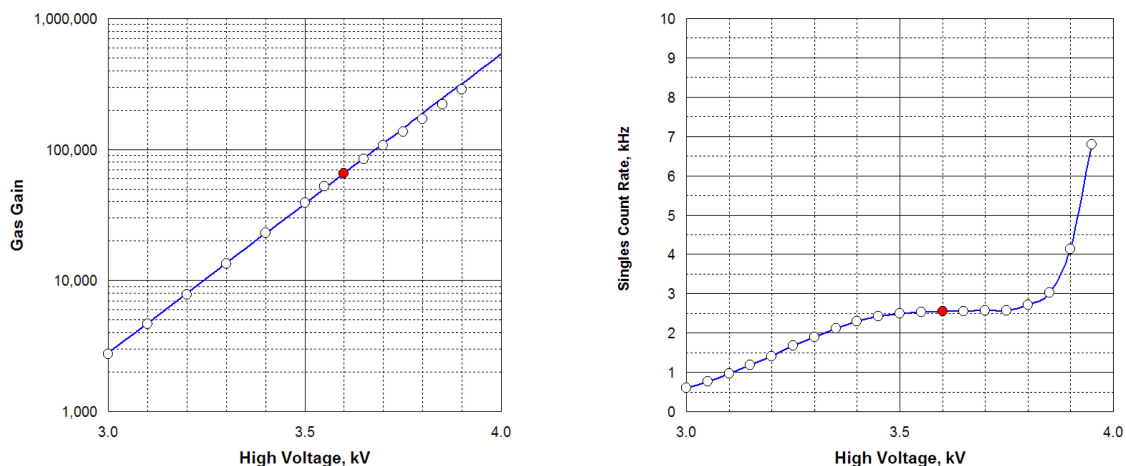 1,000,000
100,000
10,000
1,000
Gas Gain
3.0 3.5 4.0
High Voltage, kV
10
9
8
7
6
5
4
3
2
1
0
Singles Count Rate, kHz
3.0 3.5 4.0
High Voltage, kV